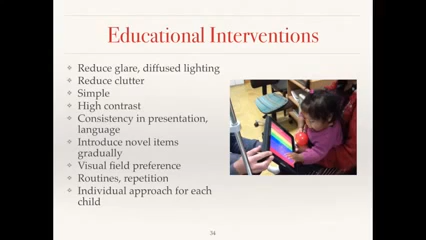 Educational Interventions
Reduce glare, diffused lighting
Reduce clutter
Simple
High contrast
Consistency in presentation,
language
Introduce novel items
gradually
Visual field preference
Routines, repetition
Individual approach for each
child
34